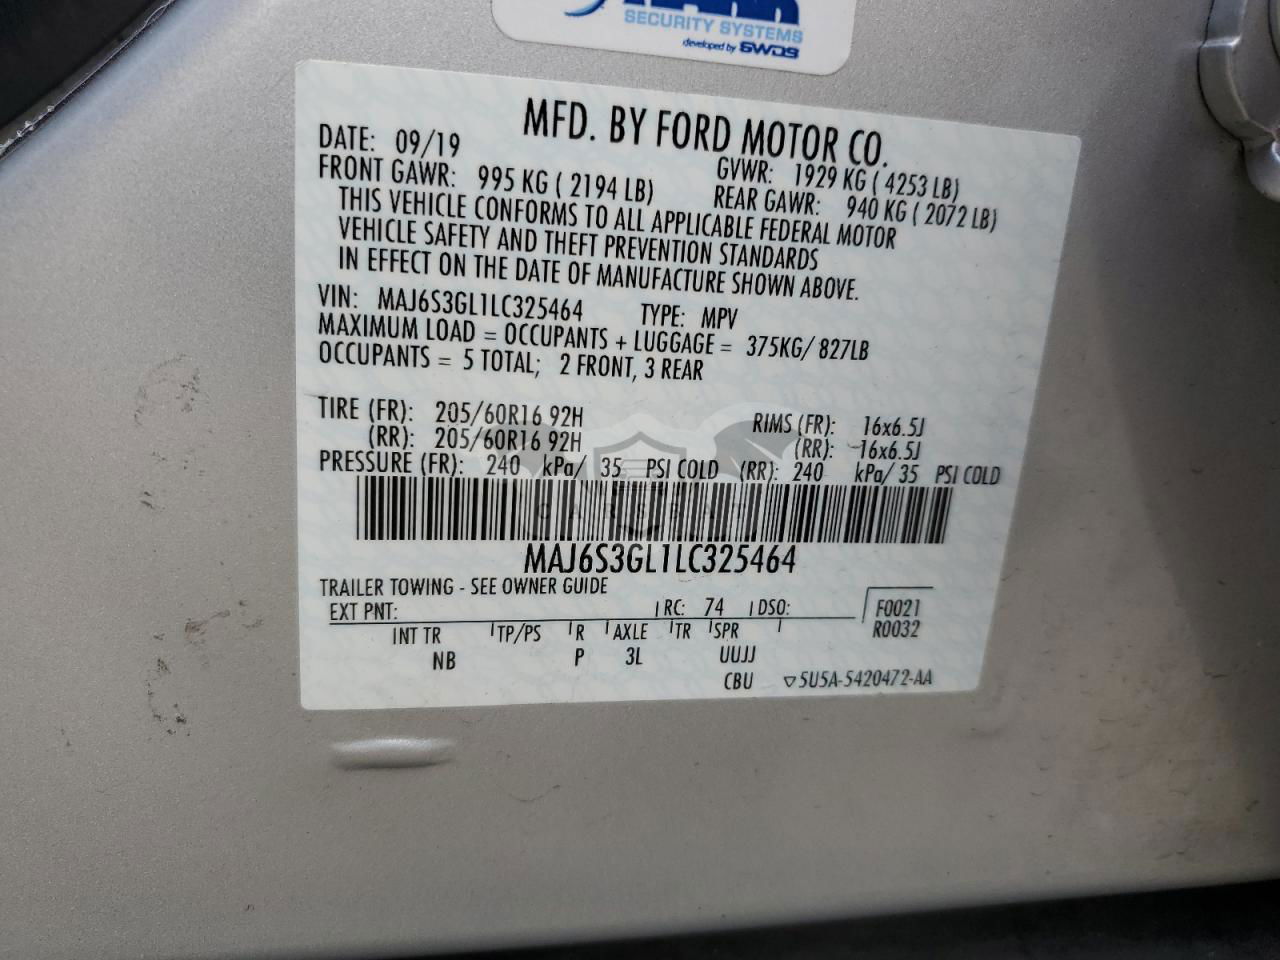 SECURITY SYSTEMS
developed by SWDS
MFD. BY FORD MOTOR CO.
DATE: 09/19 GVWR: 1929 KG ( 4253 LB)
FRONT GAWR: 995 KG ( 2194 LB) REAR GAWR: 940 KG ( 2072 LB)
THIS VEHICLE CONFORMS TO ALL APPLICABLE FEDERAL MOTOR
VEHICLE SAFETY AND THEFT PREVENTION STANDARDS
IN EFFECT ON THE DATE OF MANUFACTURE SHOWN ABOVE.
VIN: MAJ6S3GL1LC325464 TYPE: MPV
MAXIMUM LOAD = OCCUPANTS + LUGGAGE = 375KG/ 827LB
OCCUPANTS = 5 TOTAL; 2 FRONT, 3 REAR
TIRE (FR): 205/60R16 92H RIMS (FR): 16x6.5J
(RR): 205/60R16 92H (RR): 16x6.5J
PRESSURE (FR): 240 kPa/ 35 PSI COLD (RR): 240 kPa/ 35 PSI COLD
MAJ6S3GL1LC325464
TRAILER TOWING - SEE OWNER GUIDE
EXT PNT: RC: 74 DSO: F0021
INT TR TP/PS R AXLE TR SPR R0032
NB P 3L UUJJ
CBU 5U5A-5420472-AA